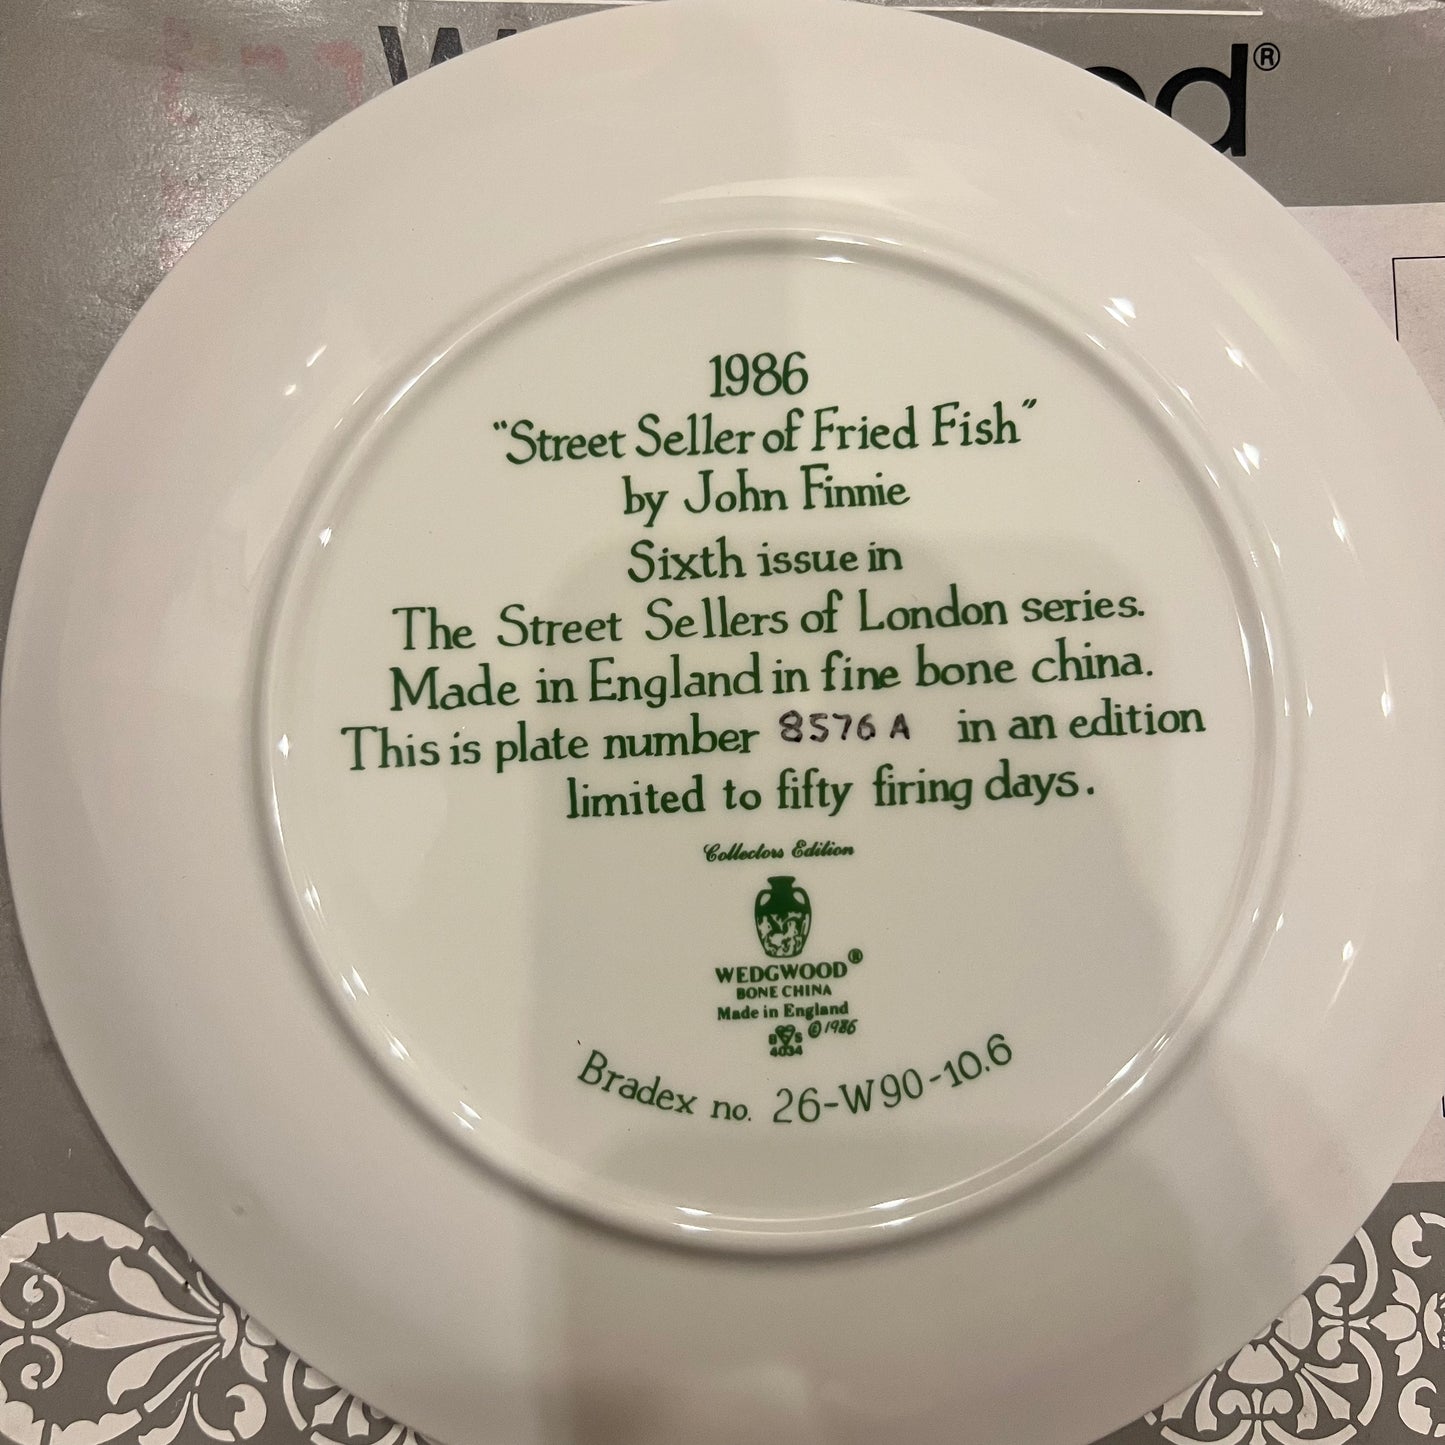 ed®
1986
"Street Seller of Fried Fish"
by John Finnie
Sixth issue in
The Street Sellers of London series.
Made in England in fine bone china.
This is plate number 8576 A in an edition
limited to fifty firing days.
Collectors Edition
WEDGWOOD®
BONE CHINA
Made in England
©1986
4034
Bradex no. 26-W90-10.6